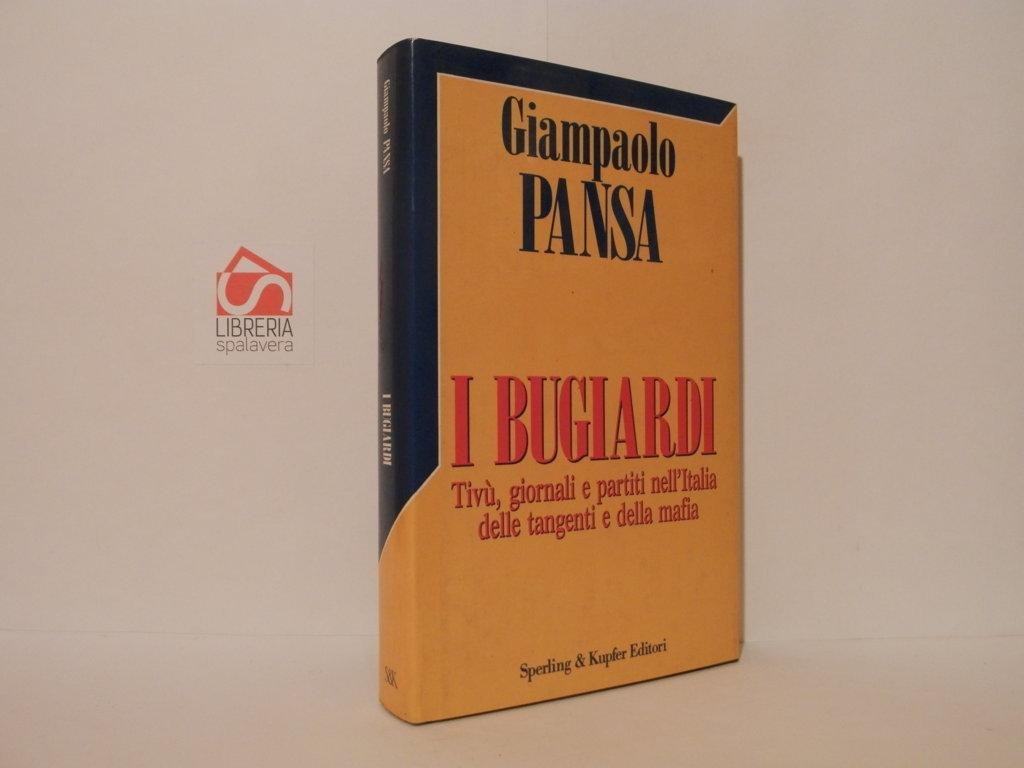 Giampaolo
PANSA
I BUGIARDI
Tivù, giornali e partiti nell'Italia
delle tangenti e della mafia
Sperling & Kupfer Editori
Giampaolo PANSA
I BUGIARDI
S&K
LIBRERIA
spalavera